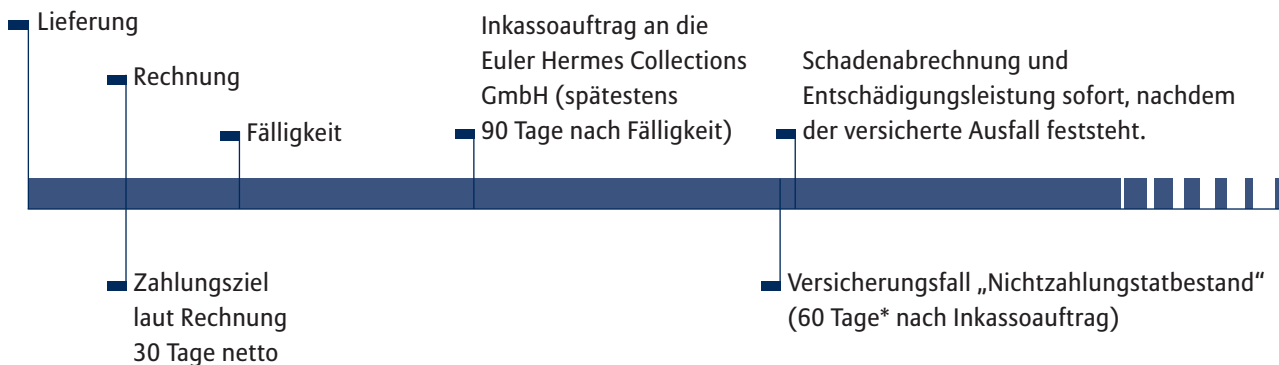 Lieferung
Rechnung
Fälligkeit
Inkassoauftrag an die
Euler Hermes Collections
GmbH (spätestens
90 Tage nach Fälligkeit)
Schadenabrechnung und
Entschädigungsleistung sofort, nachdem
der versicherte Ausfall feststeht.
Zahlungsziel
laut Rechnung
30 Tage netto
Versicherungsfall „Nichtzahlungstatbestand“
(60 Tage* nach Inkassoauftrag)